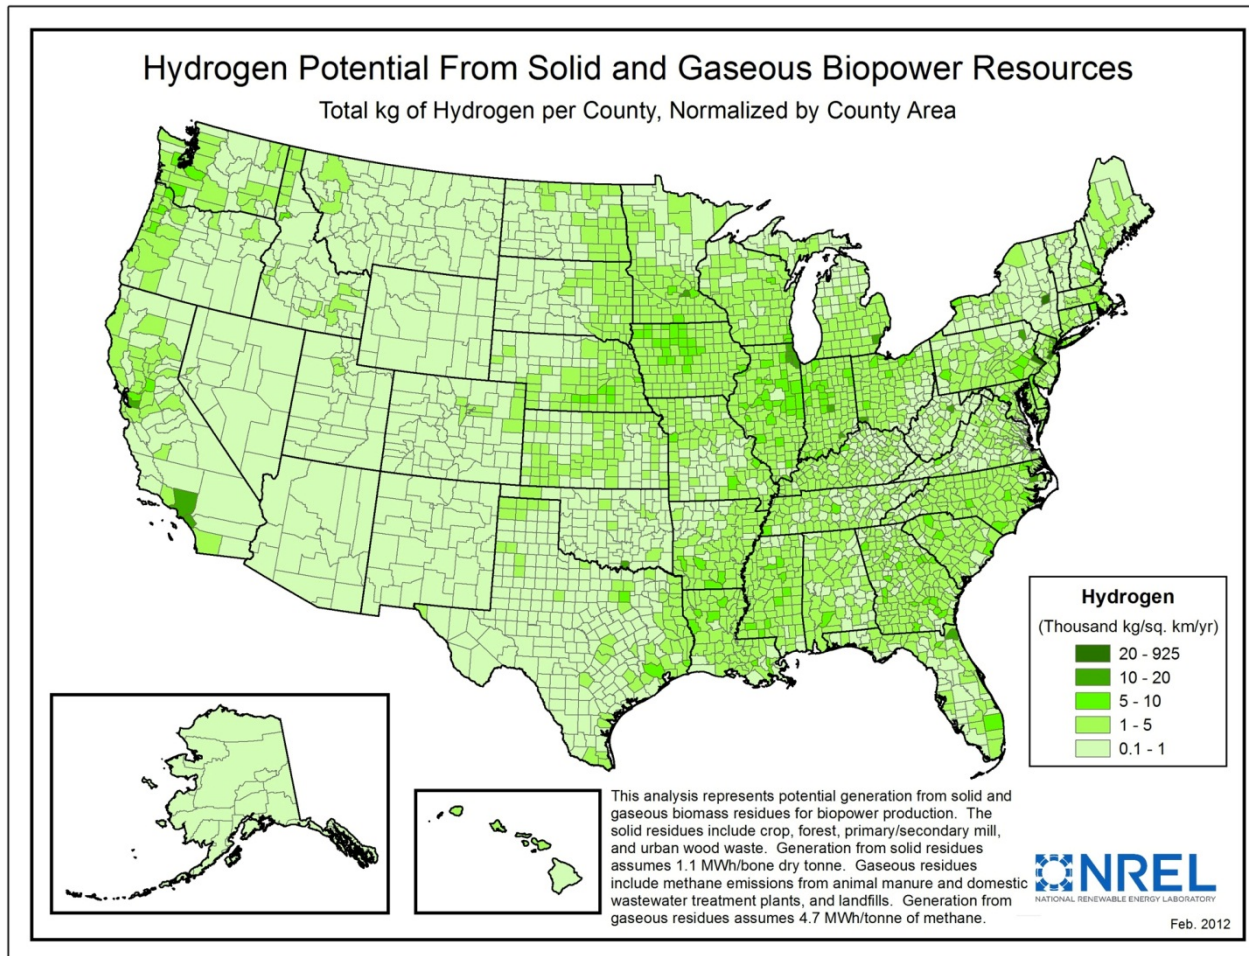 Hydrogen Potential From Solid and Gaseous Biopower Resources
Total kg of Hydrogen per County, Normalized by County Area
Hydrogen
(Thousand kg/sq. km/yr)
20 - 925
10 - 20
5 - 10
1 - 5
0.1 - 1
This analysis represents potential generation from solid and
gaseous biomass residues for biopower production. The
solid residues include crop, forest, primary/secondary mill,
and urban wood waste. Generation from solid residues
assumes 1.1 MWh/bone dry tonne. Gaseous residues
include methane emissions from animal manure and domestic
wastewater treatment plants, and landfills. Generation from
gaseous residues assumes 4.7 MWh/tonne of methane.
NREL
NATIONAL RENEWABLE ENERGY LABORATORY
Feb. 2012